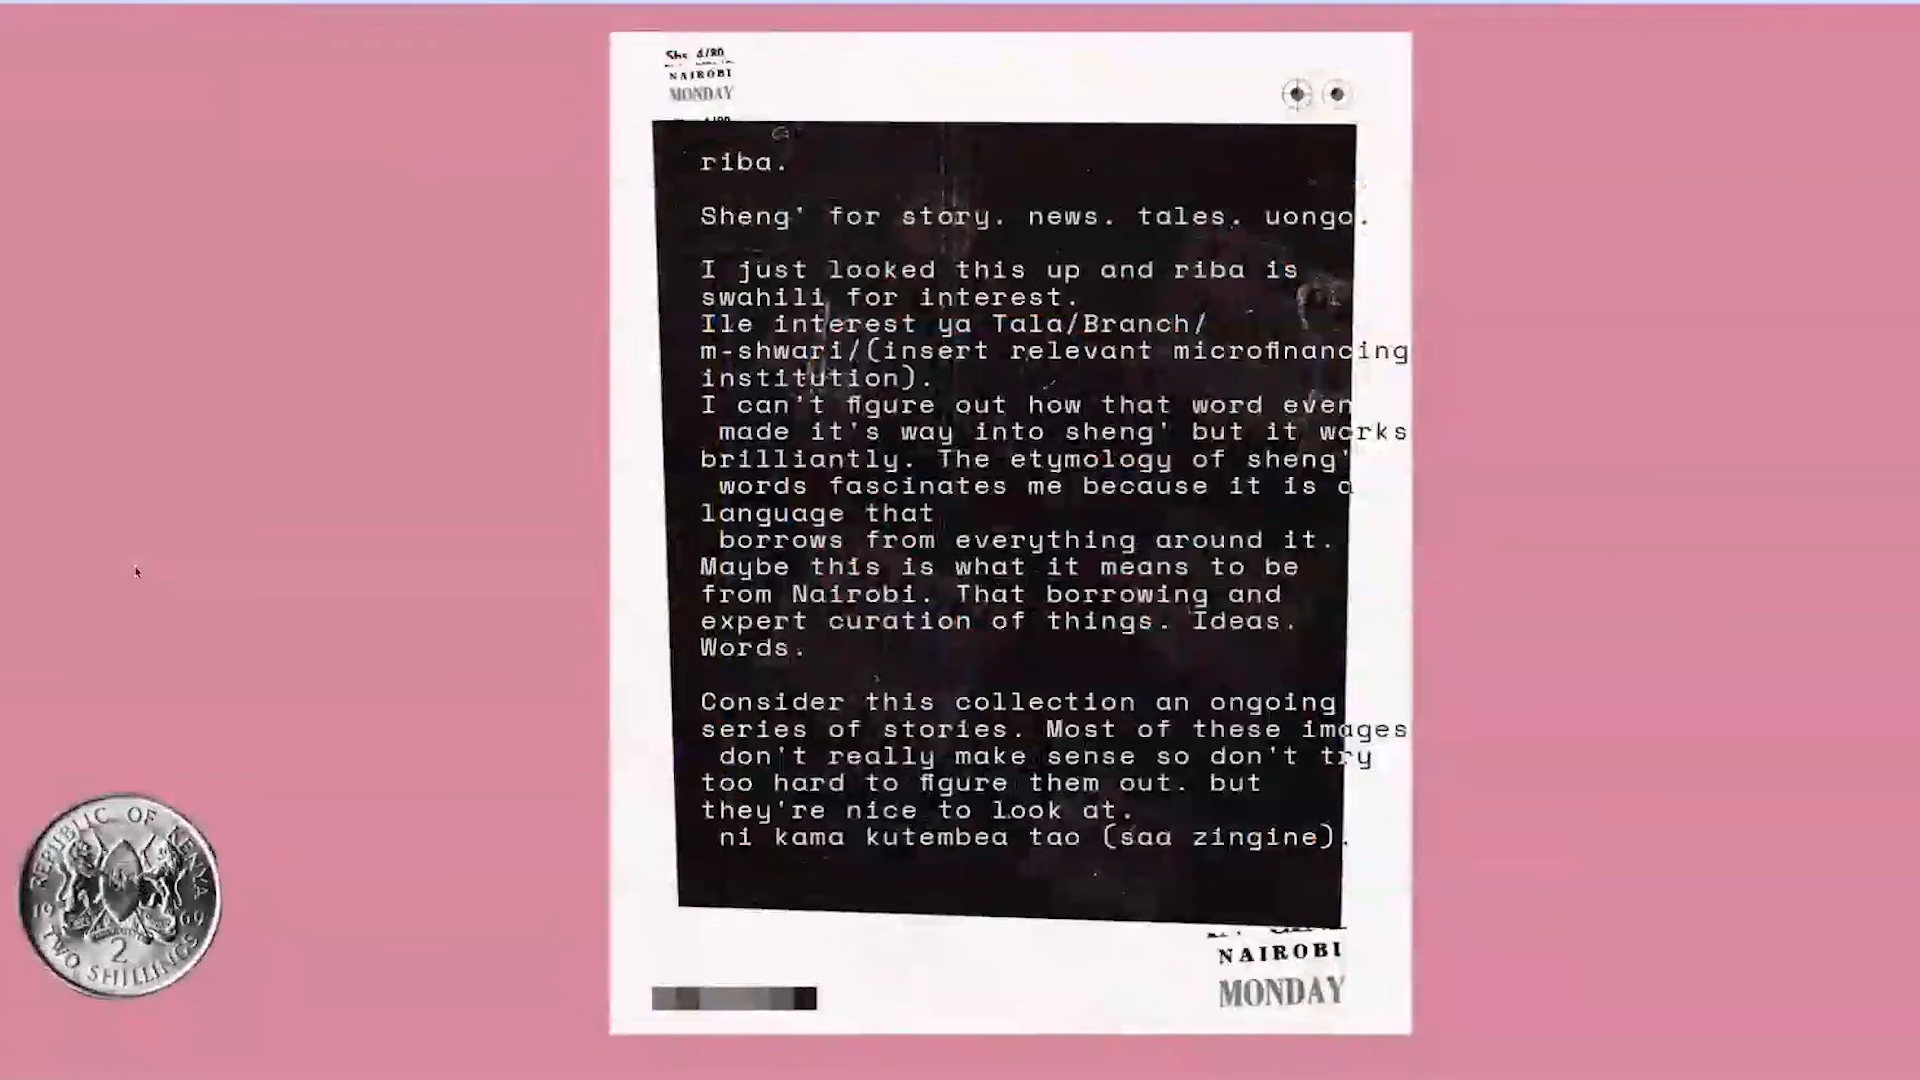 Shs 4/80
NAIROBI
MONDAY
riba.
Sheng' for story. news. tales. uongo.
I just looked this up and riba is
swahili for interest.
Ile interest ya Tala/Branch/
m-shwari/(insert relevant microfinancing
institution).
I can't figure out how that word even
made it's way into sheng' but it works
brilliantly. The etymology of sheng'
words fascinates me because it is a
language that
borrows from everything around it.
Maybe this is what it means to be
from Nairobi. That borrowing and
expert curation of things. Ideas.
Words.
Consider this collection an ongoing
series of stories. Most of these images
don't really make sense so don't try
too hard to figure them out. but
they're nice to look at.
ni kama kutembea tao (saa zingine).
REPUBLIC OF KENYA
1969
2
TWO SHILLINGS
NAIROBI
MONDAY